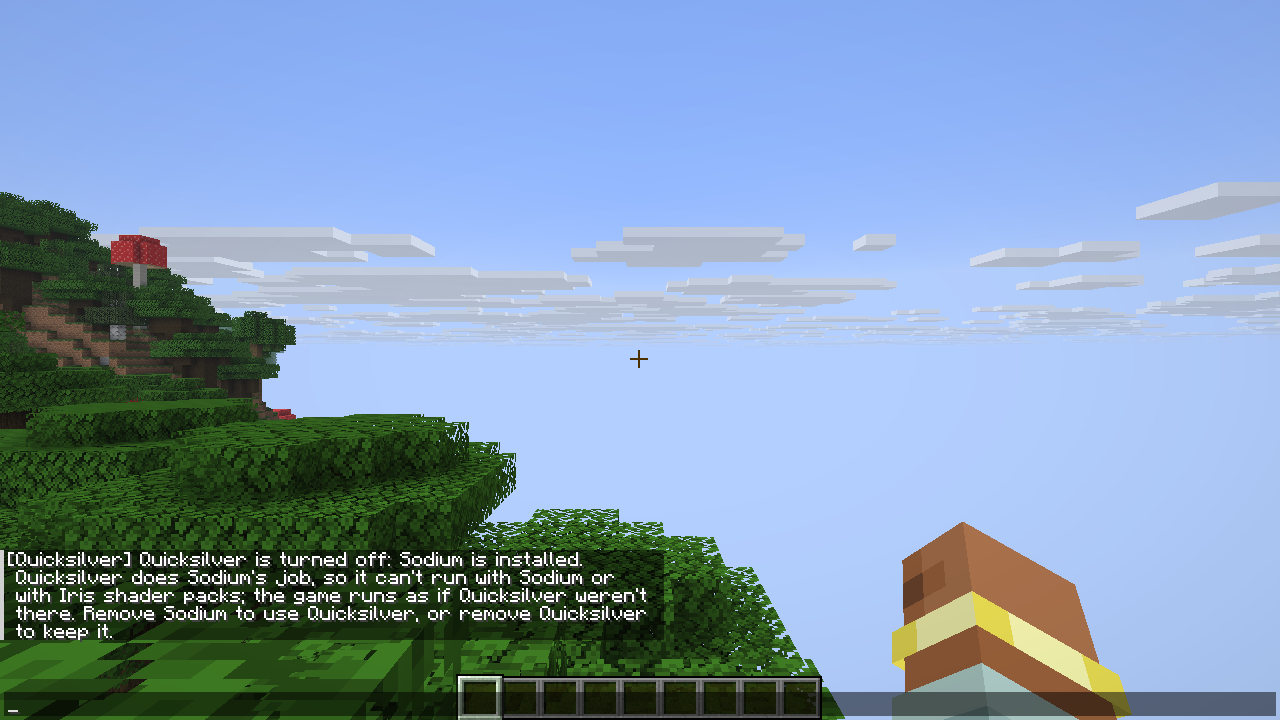 [Quicksilver] Quicksilver is turned off: Sodium is installed.
Quicksilver does Sodium's job, so it can't run with Sodium or
with Iris shader packs; the game runs as if Quicksilver weren't
there. Remove Sodium to use Quicksilver, or remove Quicksilver
to keep it.
_